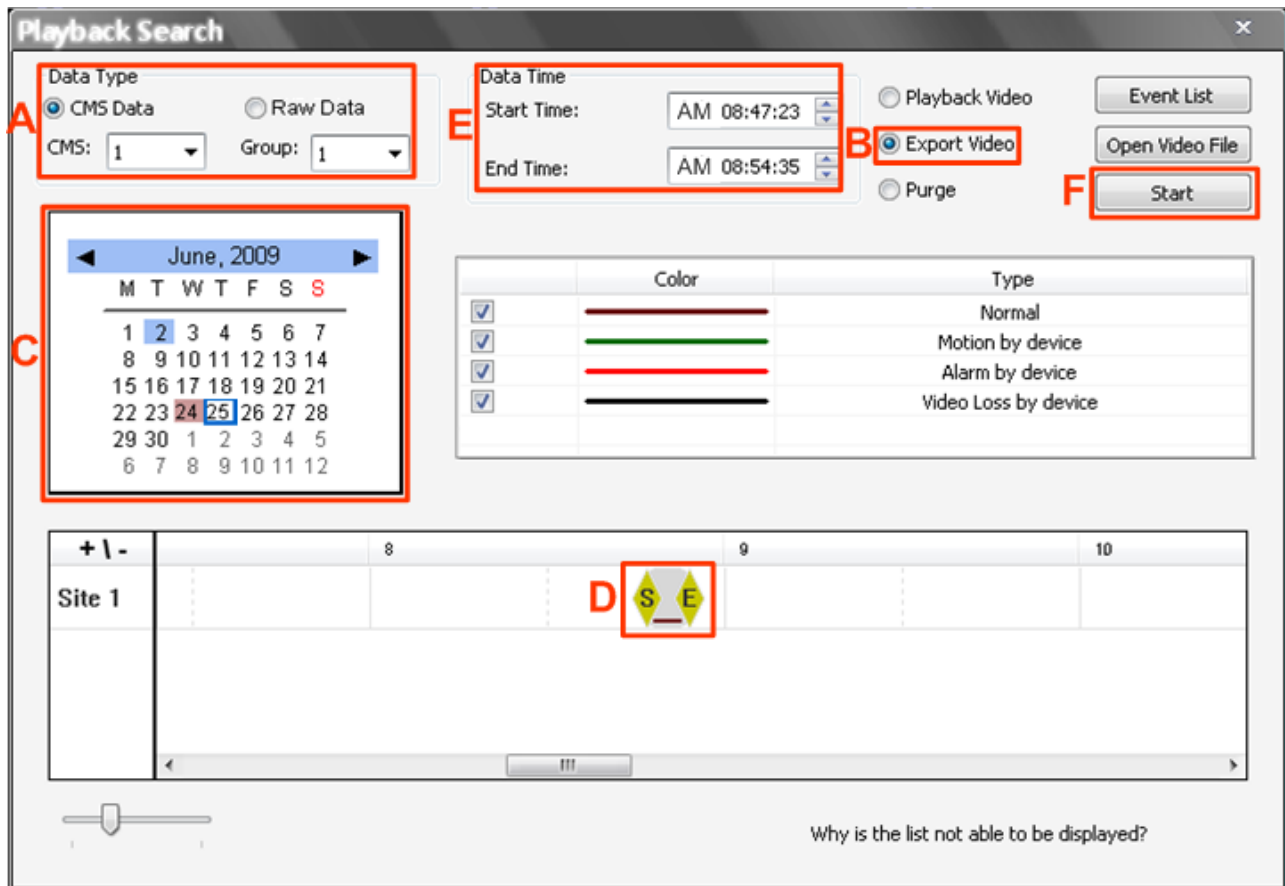 Playback Search x
Data Type
A
CMS Data Raw Data
CMS: 1 Group: 1
Data Time
E
Start Time: AM 08:47:23
End Time: AM 08:54:35
Playback Video
B Export Video
Purge
Event List
Open Video File
F Start
C
June, 2009
M T W T F S S
1 2 3 4 5 6 7
8 9 10 11 12 13 14
15 16 17 18 19 20 21
22 23 24 25 26 27 28
29 30 1 2 3 4 5
6 7 8 9 10 11 12
Color Type
Normal
Motion by device
Alarm by device
Video Loss by device
+ \ - 8 9 10
Site 1 D S E
Why is the list not able to be displayed?